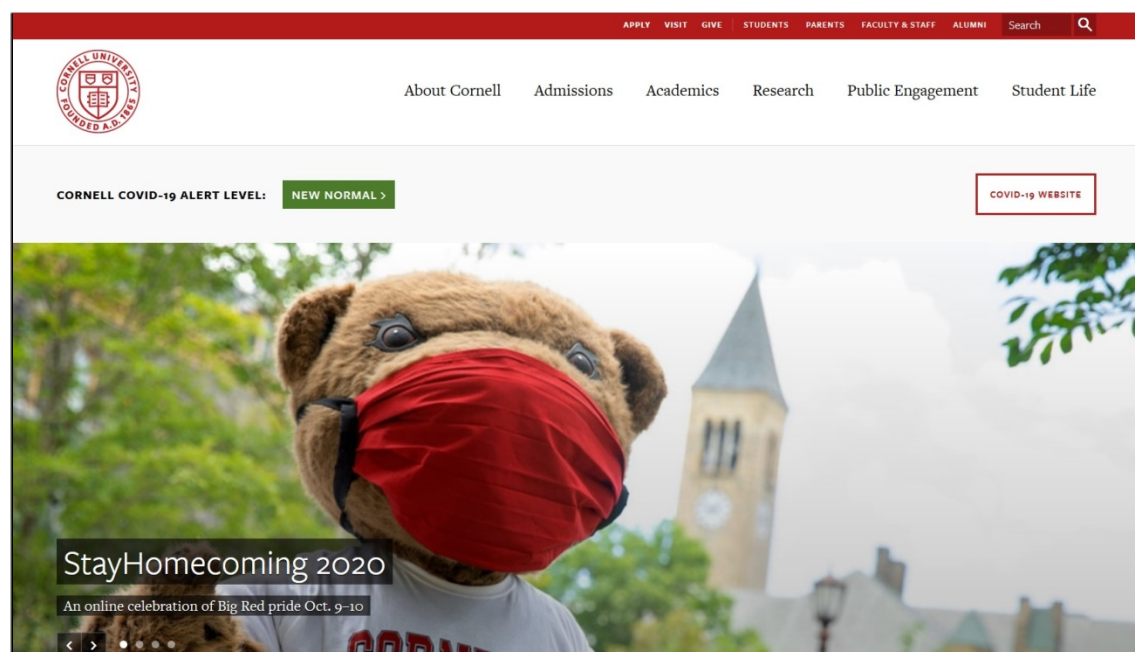 APPLY VISIT GIVE STUDENTS PARENTS FACULTY & STAFF ALUMNI Search
CORNELL UNIVERSITY
FOUNDED A.D. 1865
About Cornell Admissions Academics Research Public Engagement Student Life
CORNELL COVID-19 ALERT LEVEL: NEW NORMAL > COVID-19 WEBSITE
StayHomecoming 2020
An online celebration of Big Red pride Oct. 9–10